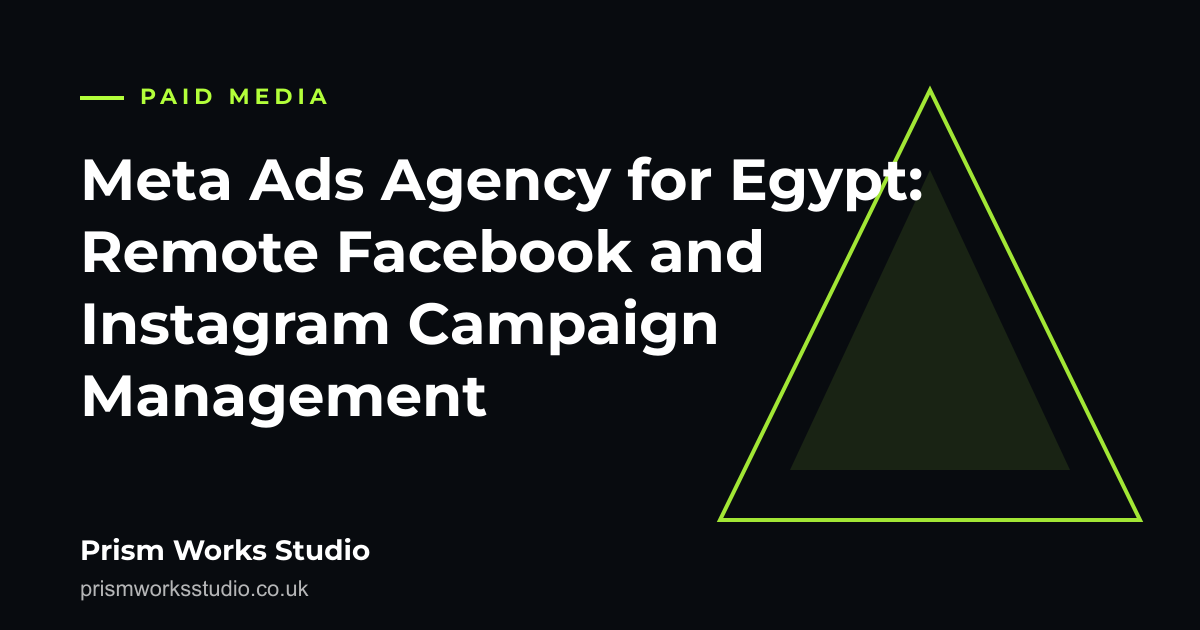 PAID MEDIA
Meta Ads Agency for Egypt:
Remote Facebook and
Instagram Campaign
Management
Prism Works Studio
prismworksstudio.co.uk